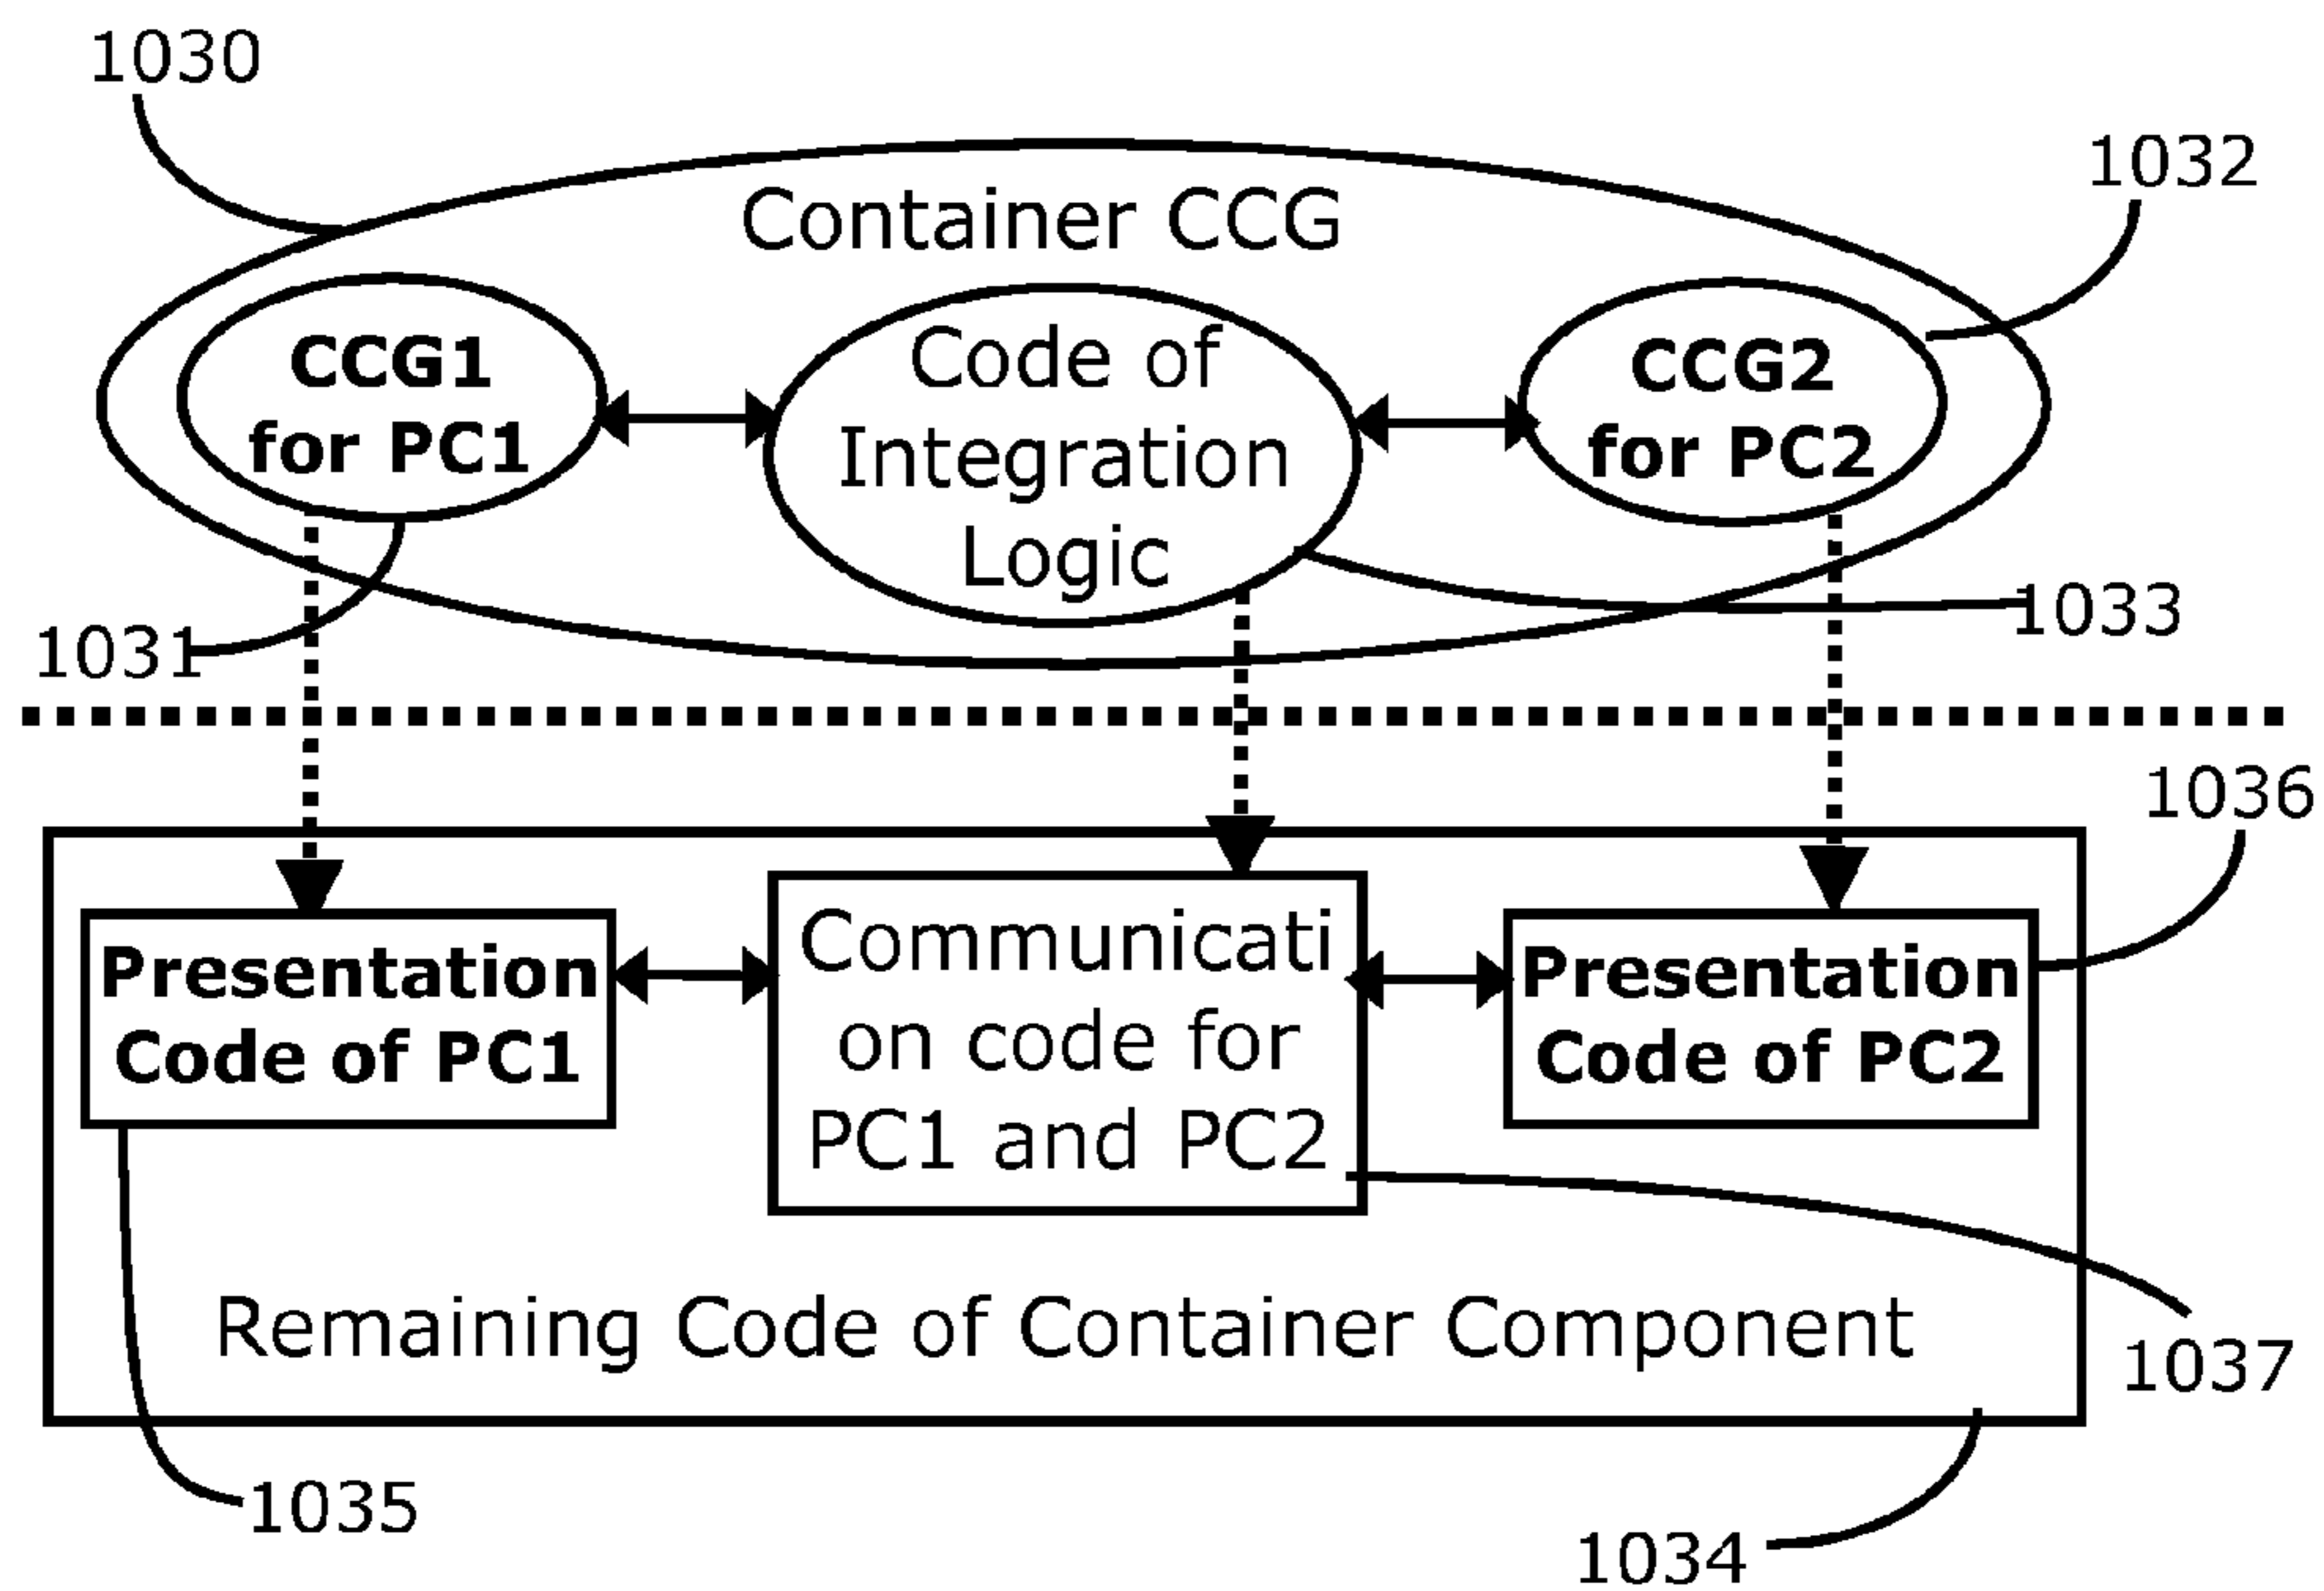 1030
1032
Container CCG
CCG1
for PC1
Code of
Integration
Logic
CCG2
for PC2
1031
1033
1036
Presentation
Code of PC1
Communicati
on code for
PC1 and PC2
Presentation
Code of PC2
Remaining Code of Container Component
1037
1035
1034